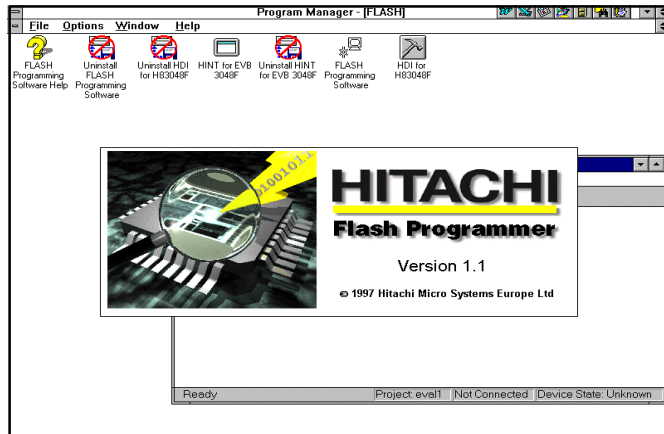 Program Manager - [FLASH]
File Options Window Help
FLASH Programming Software Help
Uninstall FLASH Programming Software
Uninstall HDI for H83048F
HINT for EVB 3048F
Uninstall HINT for EVB 3048F
FLASH Programming Software
HDI for H83048F
01001011
HITACHI
Flash Programmer
Version 1.1
© 1997 Hitachi Micro Systems Europe Ltd
Ready
Project: eval1
Not Connected
Device State: Unknown